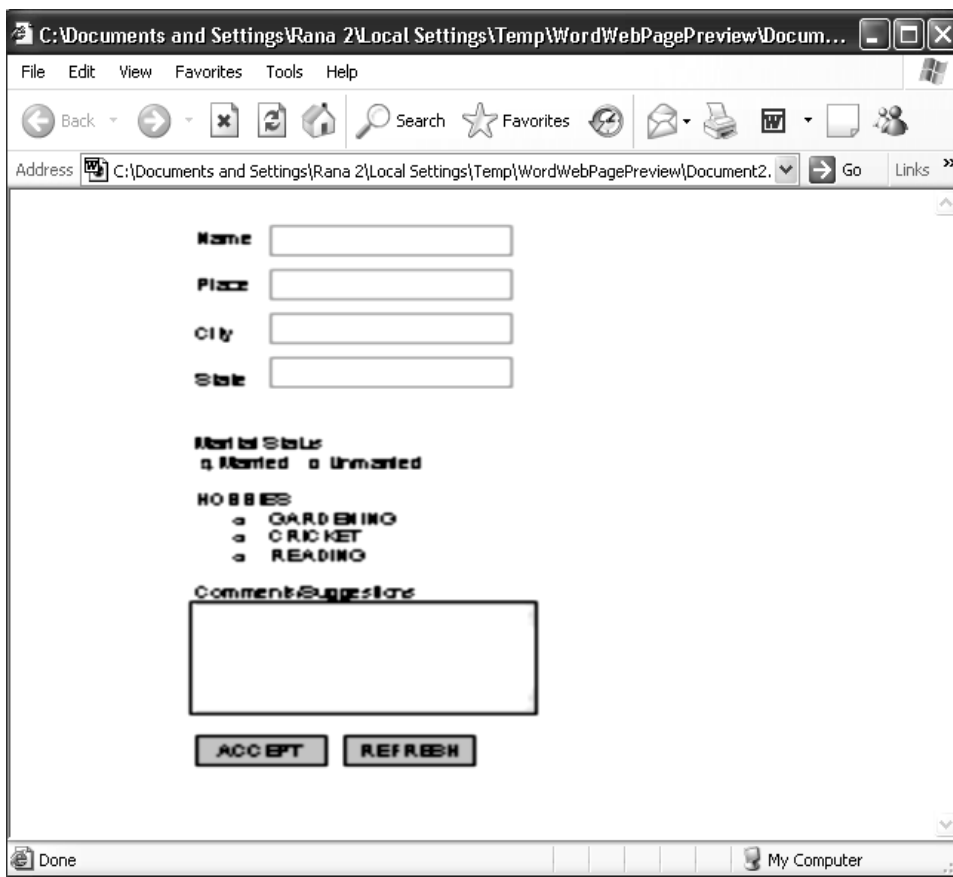 C:\Documents and Settings\Rana 2\Local Settings\Temp\WordWebPagePreview\Docum...
File Edit View Favorites Tools Help
Back Search Favorites
Address C:\Documents and Settings\Rana 2\Local Settings\Temp\WordWebPagePreview\Document2. Go Links »
Name
Place
City
State
Marital Status
Married Unmarried
HOBBIES
GARDENING
CRICKET
READING
Comments/Suggestions
ACCEPT REFRESH
Done My Computer